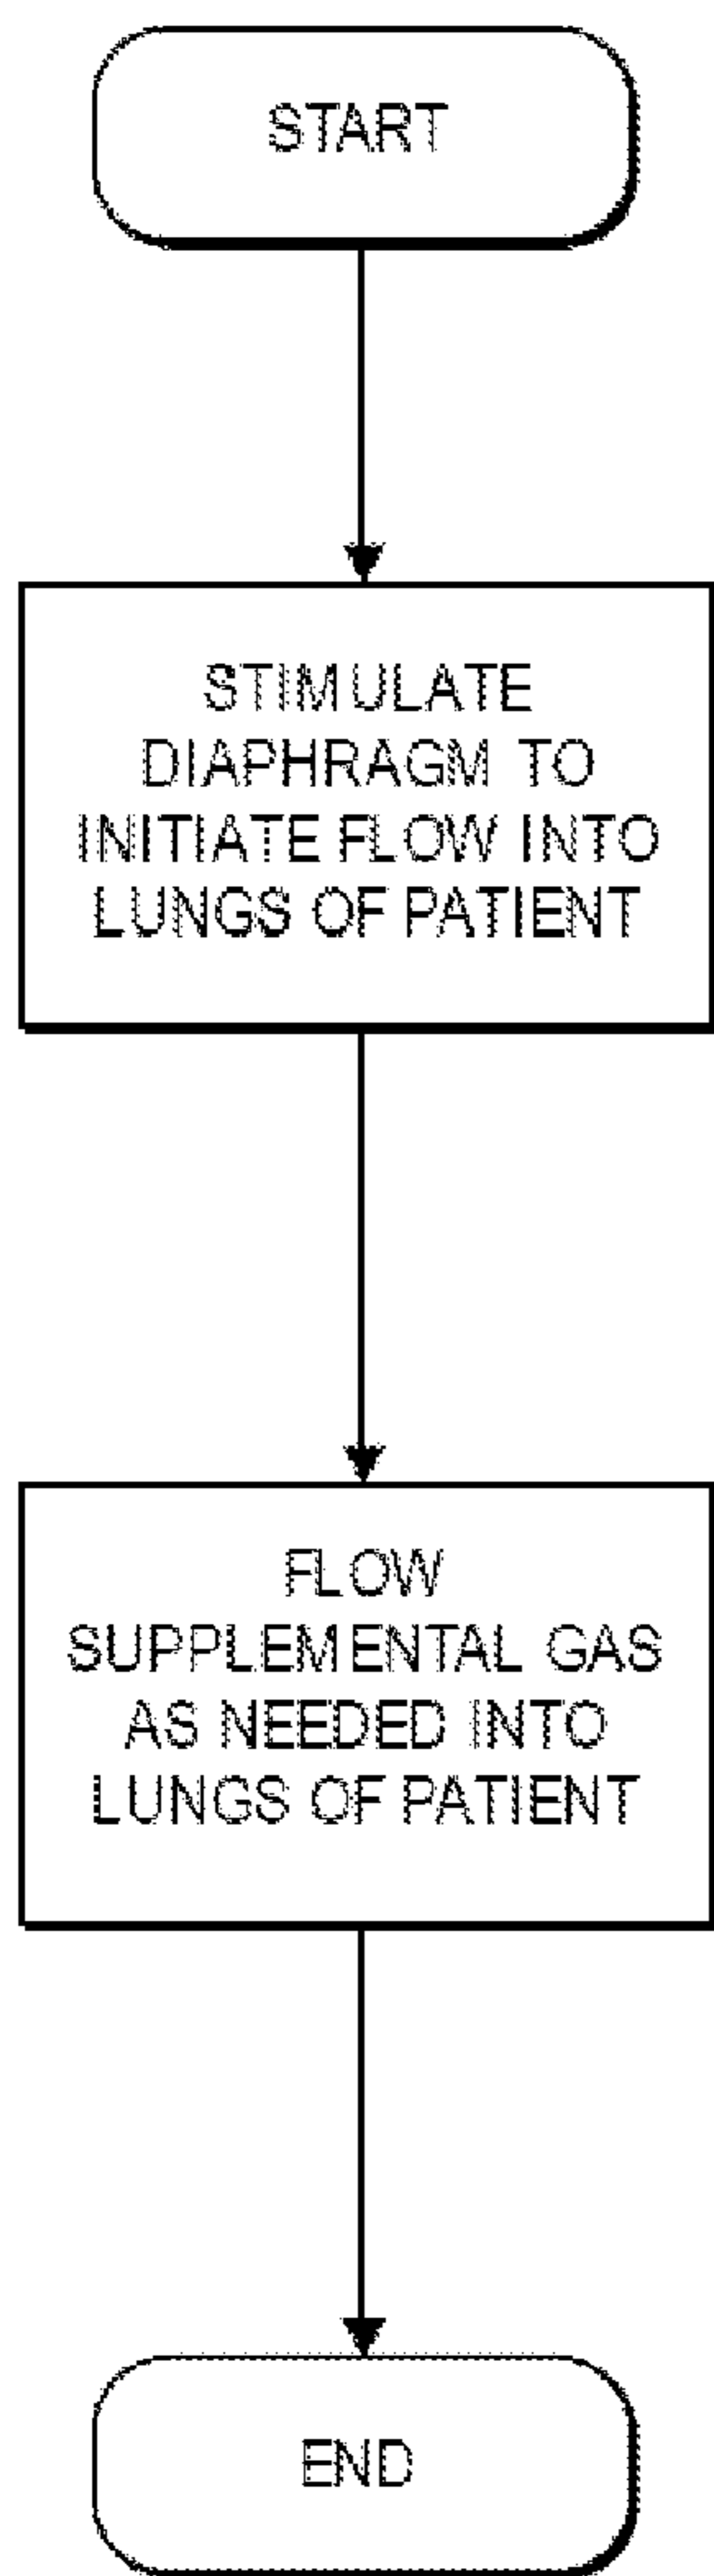 START
STIMULATE
DIAPHRAGM TO
INITIATE FLOW INTO
LUNGS OF PATIENT
FLOW
SUPPLEMENTAL GAS
AS NEEDED INTO
LUNGS OF PATIENT
END